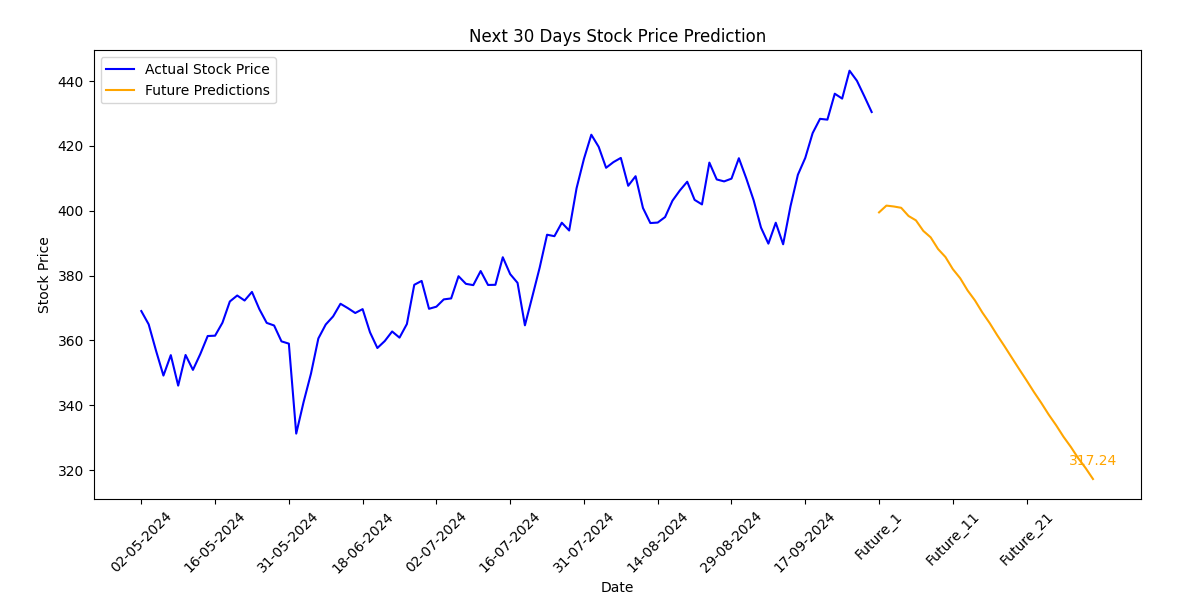 Next 30 Days Stock Price Prediction
Actual Stock Price
Future Predictions
Stock Price
440
420
400
380
360
340
320
317.24
02-05-2024
16-05-2024
31-05-2024
18-06-2024
02-07-2024
16-07-2024
31-07-2024
14-08-2024
29-08-2024
17-09-2024
Future_1
Future_11
Future_21
Date